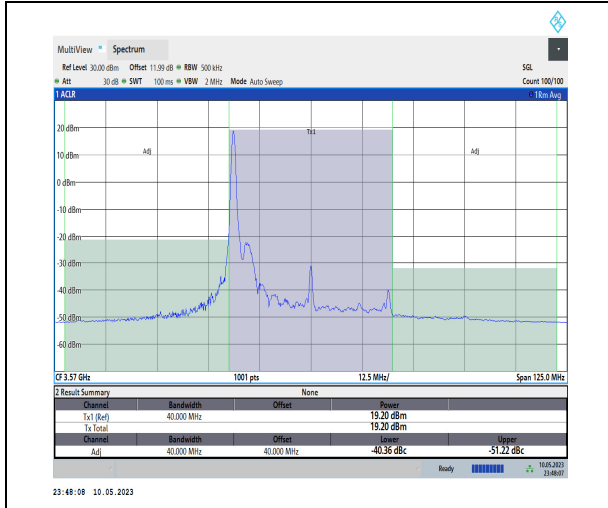 MultiView Spectrum
Ref Level 30.00 dBm Offset 11.99 dB RBW 500 kHz SGL
Att 30 dB SWT 100 ms VBW 2 MHz Mode Auto Sweep Count 100/100
1 ACLR 1Rm Avg
20 dBm
Tx1
10 dBm
Adj Adj
0 dBm
-10 dBm
-20 dBm
-30 dBm
-40 dBm
-50 dBm
-60 dBm
CF 3.57 GHz 1001 pts 12.5 MHz/ Span 125.0 MHz
2 Result Summary None
Channel Bandwidth Offset Power
Tx1 (Ref) 40.000 MHz 19.20 dBm
Tx Total 19.20 dBm
Channel Bandwidth Offset Lower Upper
Adj 40.000 MHz 40.000 MHz -40.36 dBc -51.22 dBc
Ready 10.05.2023
23:48:07
23:48:08 10.05.2023